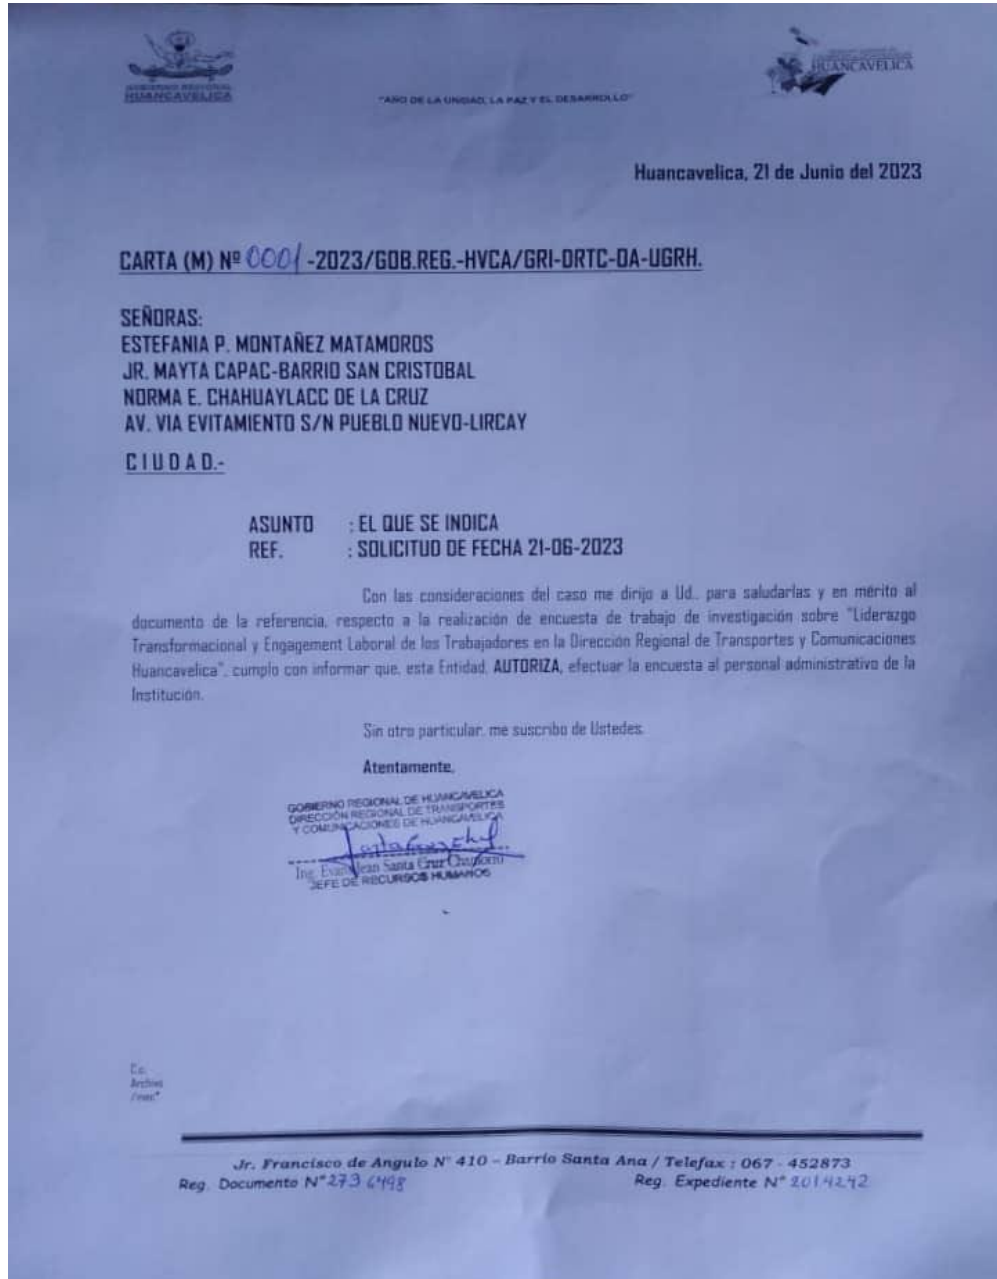 GOBIERNO REGIONAL
HUANCAVELICA
"AÑO DE LA UNIDAD, LA PAZ Y EL DESARROLLO"
HUANCAVELICA
Huancavelica, 21 de Junio del 2023
CARTA (M) Nº 0001 -2023/GOB.REG.-HVCA/GRI-DRTC-OA-UGRH.
SEÑORAS:
ESTEFANIA P. MONTAÑEZ MATAMOROS
JR. MAYTA CAPAC-BARRIO SAN CRISTOBAL
NORMA E. CHAHUAYLACC DE LA CRUZ
AV. VIA EVITAMIENTO S/N PUEBLO NUEVO-LIRCAY
CIUDAD.-
ASUNTO : EL QUE SE INDICA
REF. : SOLICITUD DE FECHA 21-06-2023
Con las consideraciones del caso me dirijo a Ud., para saludarlas y en mérito al
documento de la referencia, respecto a la realización de encuesta de trabajo de investigación sobre "Liderazgo
Transformacional y Engagement Laboral de los Trabajadores en la Dirección Regional de Transportes y Comunicaciones
Huancavelica", cumplo con informar que, esta Entidad, AUTORIZA, efectuar la encuesta al personal administrativo de la
Institución.
Sin otro particular, me suscribo de Ustedes.
Atentamente,
GOBIERNO REGIONAL DE HUANCAVELICA
DIRECCIÓN REGIONAL DE TRANSPORTES
Y COMUNICACIONES DE HUANCAVELICA
Ing. Jean Santa Cruz
JEFE DE RECURSOS HUMANOS
C.c.
Archivo
Jr. Francisco de Angulo N° 410 - Barrio Santa Ana / Telefax : 067 - 452873
Reg. Documento N° 2736498 Reg. Expediente N° 2014242